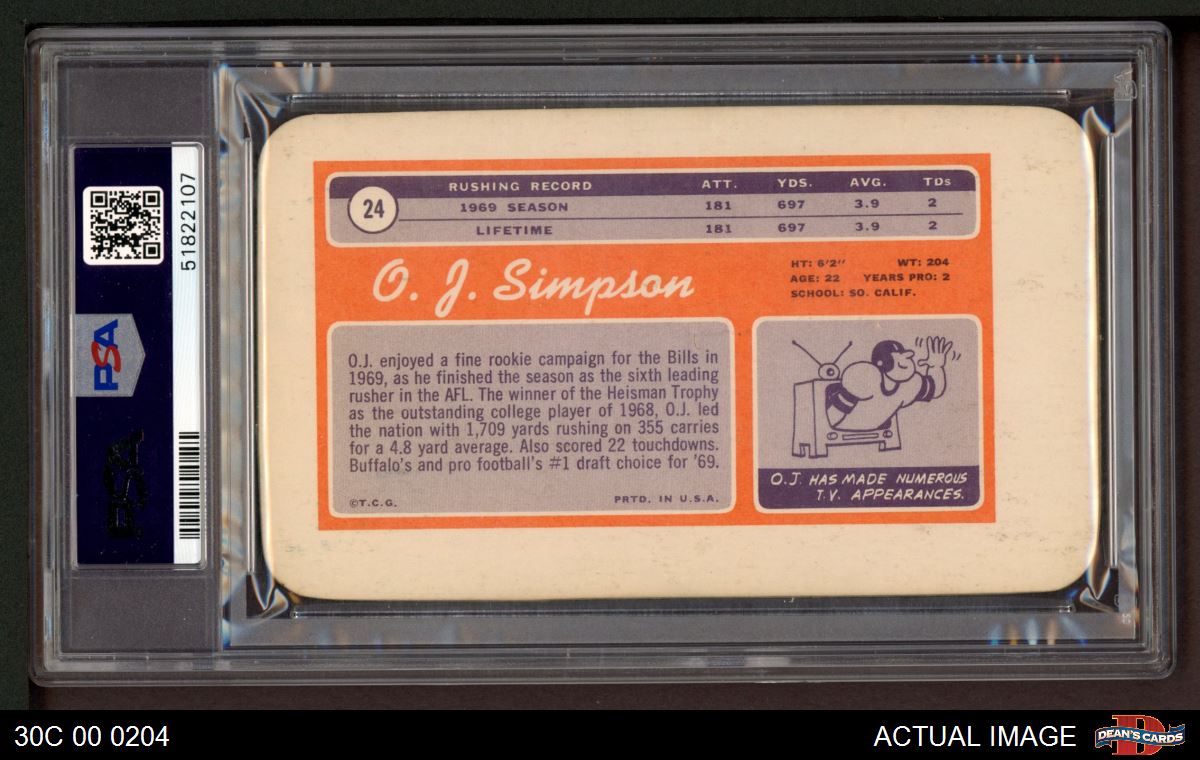 51822107
PSA
PSA
24
RUSHING RECORD ATT. YDS. AVG. TDs
1969 SEASON 181 697 3.9 2
LIFETIME 181 697 3.9 2
O. J. Simpson
HT: 6'2" WT: 204
AGE: 22 YEARS PRO: 2
SCHOOL: SO. CALIF.
O.J. enjoyed a fine rookie campaign for the Bills in
1969, as he finished the season as the sixth leading
rusher in the AFL. The winner of the Heisman Trophy
as the outstanding college player of 1968, O.J. led
the nation with 1,709 yards rushing on 355 carries
for a 4.8 yard average. Also scored 22 touchdowns.
Buffalo's and pro football's #1 draft choice for '69.
©T.C.G. PRTD. IN U.S.A.
O.J. HAS MADE NUMEROUS
T.V. APPEARANCES.
30C 00 0204
ACTUAL IMAGE
DEAN'S CARDS